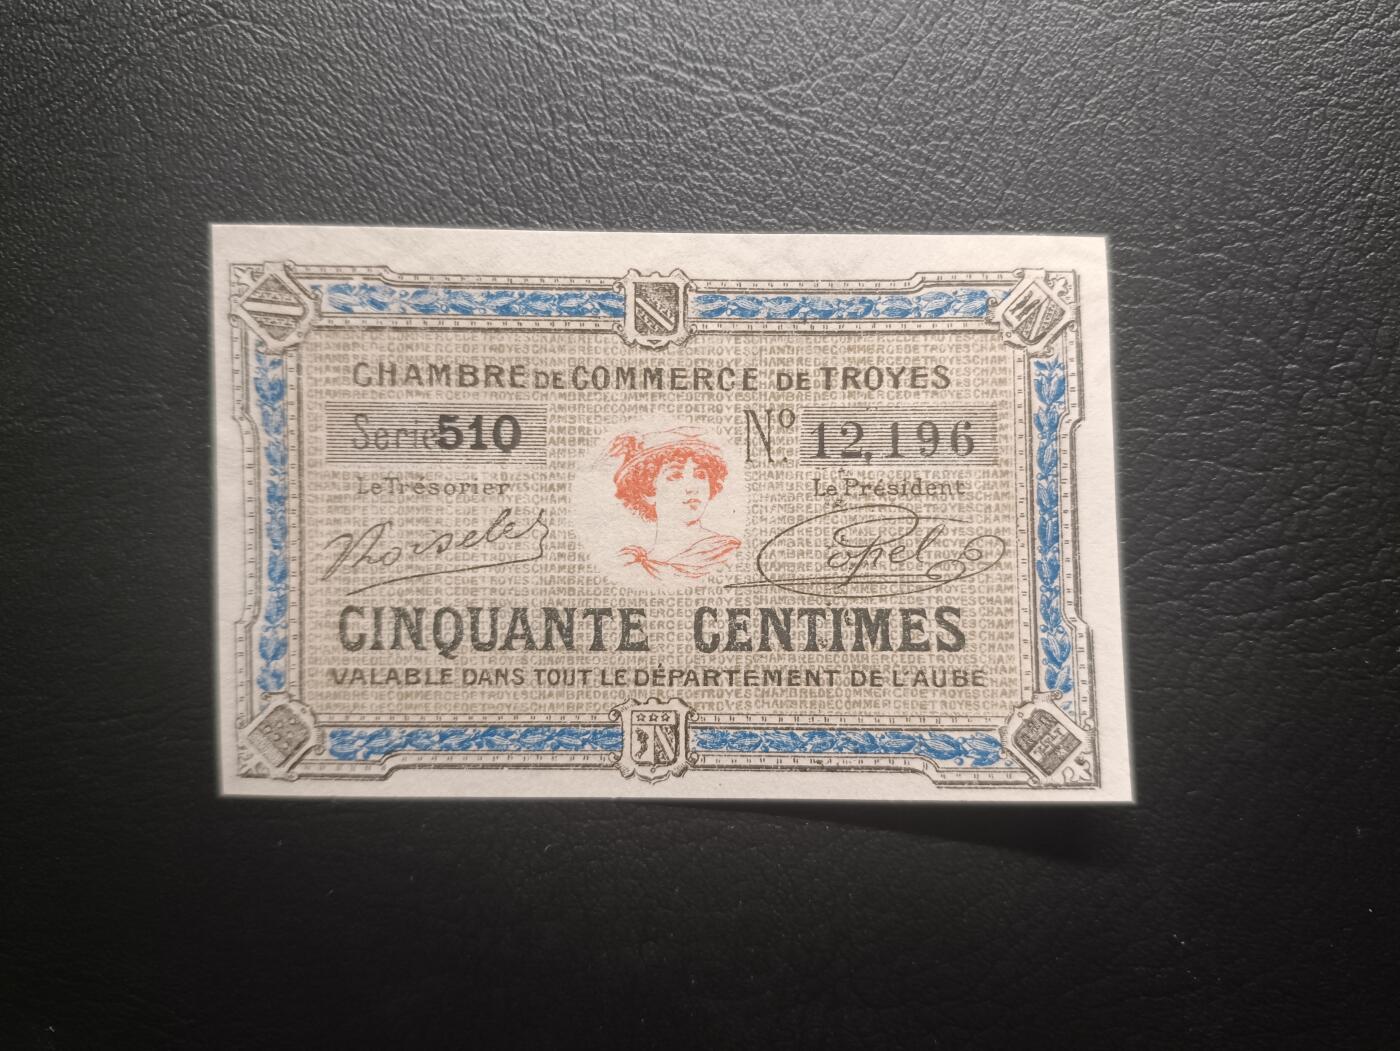 CHAMBRE DE COMMERCE DE TROYES
Serie 510
Nº 12,196
Le Trésorier
Le Président
CINQUANTE CENTIMES
VALABLE DANS TOUT LE DÉPARTEMENT DE L'AUBE